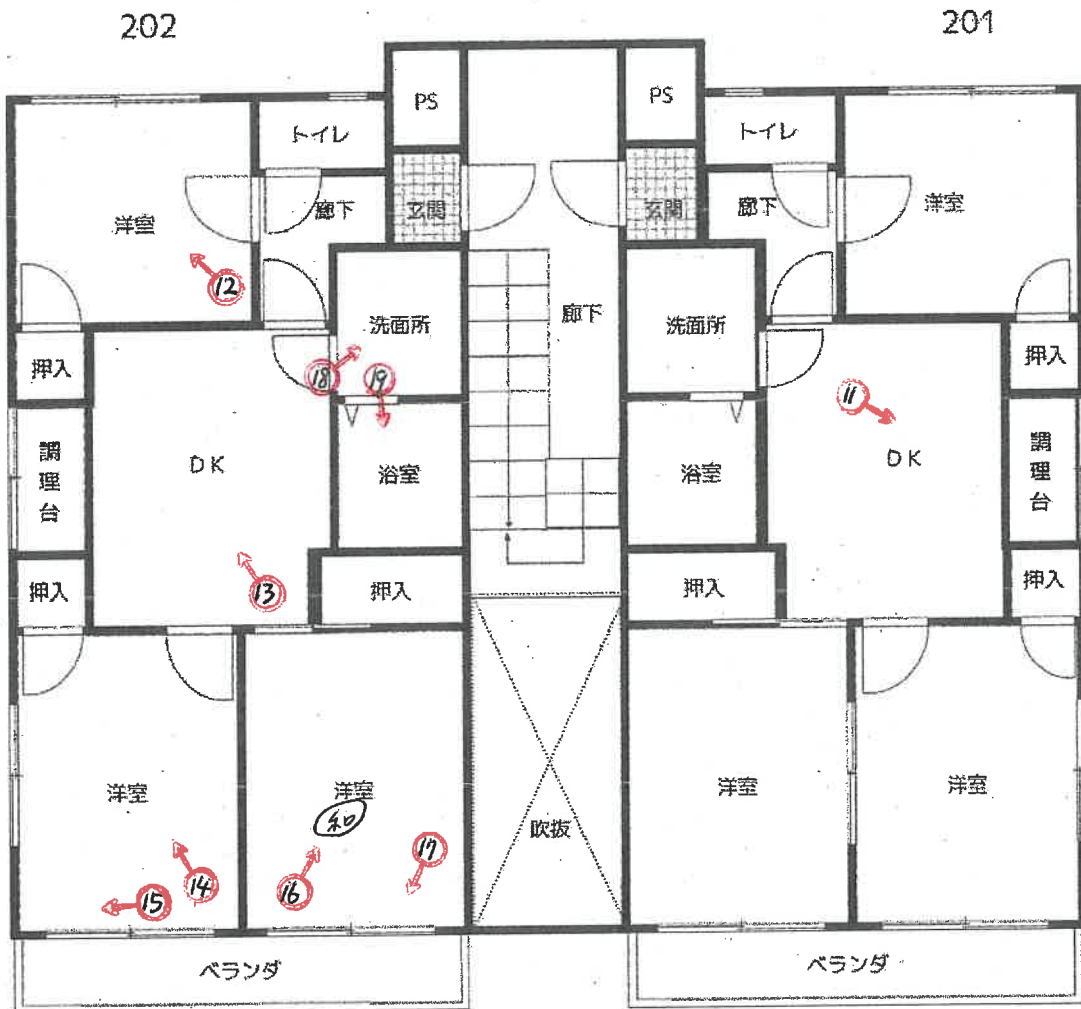 202
201
PS
PS
トイレ
トイレ
洋室
廊下
玄関
玄関
廊下
洋室
12
洗面所
廊下
洗面所
押入
18
19
11
押入
調理台
DK
浴室
浴室
DK
調理台
押入
13
押入
押入
押入
洋室
洋室
和
洋室
洋室
吹抜
17
14
16
15
ベランダ
ベランダ